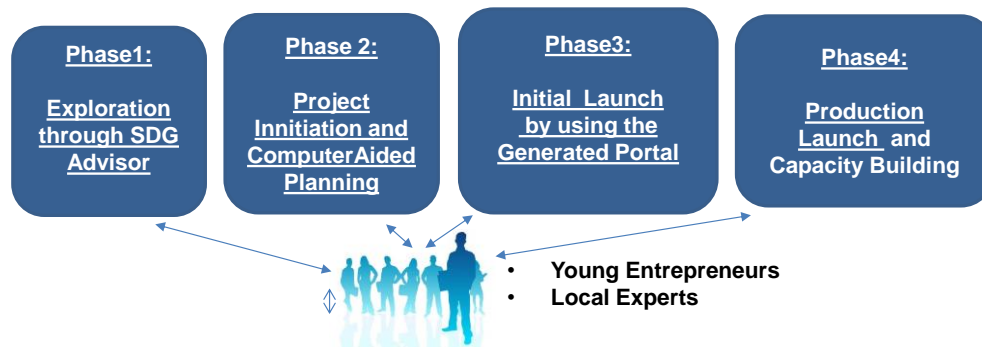 Phase1:
Exploration
through SDG
Advisor
Phase 2:
Project
Innitiation and
ComputerAided
Planning
Phase3:
Initial Launch
by using the
Generated Portal
Phase4:
Production
Launch and
Capacity Building
• Young Entrepreneurs
• Local Experts